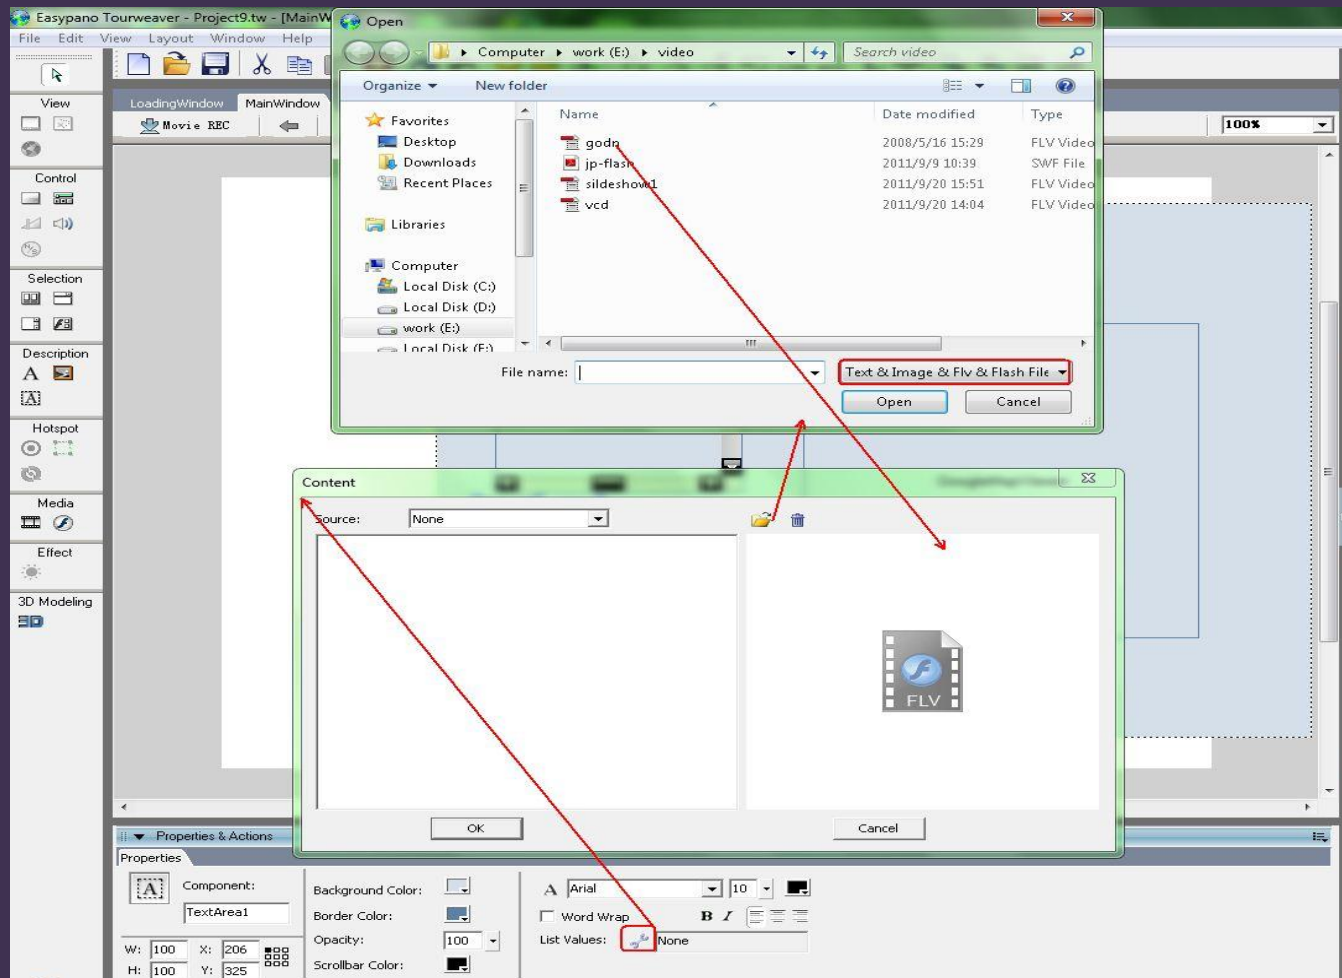 Easypano Tourweaver - Project9.tw - [MainW
File Edit View Layout Window Help
View
Control
Selection
Description
A
A
Hotspot
Media
Effect
3D Modeling
3D
LoadingWindow MainWindow
Movie REC
100%
Open
Computer work (E:) video
Search video
Organize New folder
Favorites
Desktop
Downloads
Recent Places
Libraries
Computer
Local Disk (C:)
Local Disk (D:)
work (E:)
Local Disk (F:)
Name Date modified Type
godn 2008/5/16 15:29 FLV Video
jp-flash 2011/9/9 10:39 SWF File
sildeshow1 2011/9/20 15:51 FLV Video
vcd 2011/9/20 14:04 FLV Video
File name: Text & Image & Flv & Flash File
Open Cancel
Content
Source: None
FLV
OK Cancel
Properties & Actions
Properties
A Component:
TextArea1
W: 100 X: 206
H: 100 Y: 325
Background Color:
Border Color:
Opacity: 100
Scrollbar Color:
A Arial 10
Word Wrap B I
List Values: None